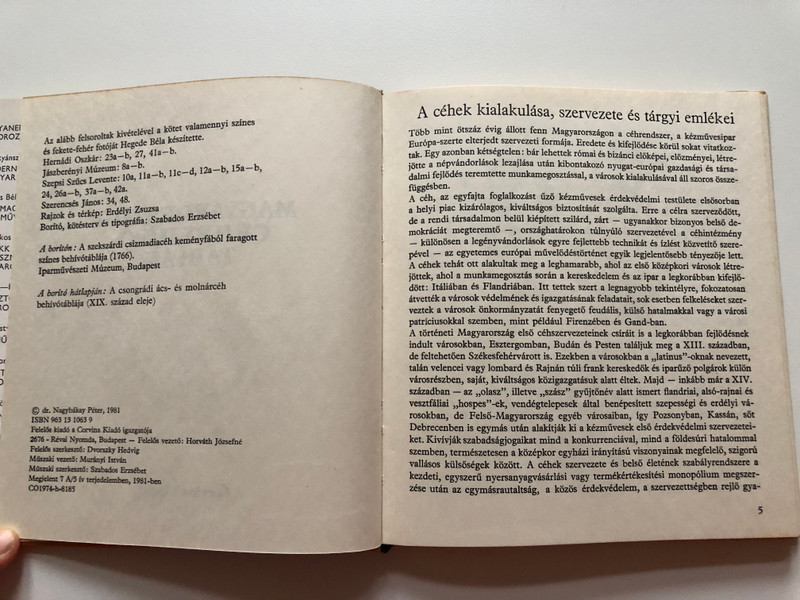 Az alább felsoroltak kivételével a kötet valamennyi színes
és fekete-fehér fotóját Hegede Béla készítette.
Hernádi Oszkár: 23a—b, 27, 41a—b.
Jászberényi Múzeum: 8a—b.
Szepsi Szűcs Levente: 10a, 11a—b, 11c—d, 12a—b, 15a—b,
24, 26a—b, 37a—b, 42a.
Szerencsés János: 34, 48.
Rajzok és térkép: Erdélyi Zsuzsa
Borító, kötésterv és tipográfia: Szabados Erzsébet
A borítón: A szekszárdi csizmadiacéh keményfából faragott
színes behívótáblája (1766).
Iparművészeti Múzeum, Budapest
A borító hátlapján: A csongrádi ács- és molnárcéh
behívótáblája (XIX. század eleje)
© dr. Nagybákay Péter, 1981
ISBN 963 13 1063 9
Felelős kiadó a Corvina Kiadó igazgatója
2676 - Révai Nyomda, Budapest — Felelős vezető: Horváth Józsefné
Felelős szerkesztő: Dvorszky Hedvig
Műszaki vezető: Murányi István
Műszaki szerkesztő: Szabados Erzsébet
Megjelent 7 A/5 ív terjedelemben, 1981-ben
CO1974-h-8185
A céhek kialakulása, szervezete és tárgyi emlékei
Több mint ötszáz évig állott fenn Magyarországon a céhrendszer, a kézművesipar
Európa-szerte elterjedt szervezeti formája. Eredete és kifejlődése körül sokat vitatkoz-
tak. Egy azonban kétségtelen: bár lehettek római és bizánci előképei, előzményei, létre-
jötte a népvándorlások lezajlása után kibontakozó nyugat-európai gazdasági és társa-
dalmi fejlődés teremtette munkamegosztással, a városok kialakulásával áll szoros össze-
függésben.
A céh, az egyfajta foglalkozást űző kézművesek érdekvédelmi testülete elsősorban
a helyi piac kizárólagos, kiváltságos biztosítását szolgálta. Erre a célra szerveződött,
de a rendi társadalmon belül kiépített szilárd, zárt — ugyanakkor bizonyos belső de-
mokráciát megteremtő —, országhatárokon túlnyúló szervezetével a céhintézmény
— különösen a legényvándorlások egyre fejlettebb technikát és ízlést közvetítő szere-
pével — az egyetemes európai művelődéstörténet egyik legjelentősebb tényezője lett.
A céhek tehát ott alakultak meg a leghamarabb, ahol az első középkori városok létre-
jöttek, ahol a munkamegosztás során a kereskedelem és az ipar a legkorábban kifejlő-
dött: Itáliában és Flandriában. Itt tettek szert a legnagyobb tekintélyre, fokozatosan
átvették a városok védelmének és igazgatásának feladatait, sok esetben felkeléseket szer-
veztek a városok önkormányzatát fenyegető feudális, külső hatalmakkal vagy a városi
patríciusokkal szemben, mint például Firenzében és Gand-ban.
A történeti Magyarország első céhszervezeteinek csíráit is a legkorábban fejlődésnek
indult városokban, Esztergomban, Budán és Pesten találjuk meg a XIII. században,
de feltehetően Székesfehérvárott is. Ezekben a városokban a „latinus”-oknak nevezett,
talán velencei vagy lombard és Rajnán túli frank kereskedők és iparűző polgárok külön
városrészben, saját, kiváltságos közigazgatásuk alatt éltek. Majd — inkább már a XIV.
században — az „olasz”, illetve „szász” gyűjtőnév alatt ismert flandriai, alsó-rajnai és
vesztfáliai „hospes”-ek, vendégtelepesek által benépesített szepességi és erdélyi vá-
rosokban, de Felső-Magyarország egyéb városaiban, így Pozsonyban, Kassán, sőt
Debrecenben is egymás után alakítják ki a kézművesek első érdekvédelmi szervezetei-
ket. Kivívják szabadságjogaikat mind a konkurrenciával, mind a földesúri hatalommal
szemben, természetesen a középkor egyházi irányítású viszonyainak megfelelő, szigorú
vallásos külsőségek között. A céhek szervezete és belső életének szabályrendszere a
kezdeti, egyszerű nyersanyagvásárlási vagy termékértékesítési monopólium megszer-
zése után az egymásrautaltság, a közös érdekvédelem, a szervezettségben rejlő gya-
5